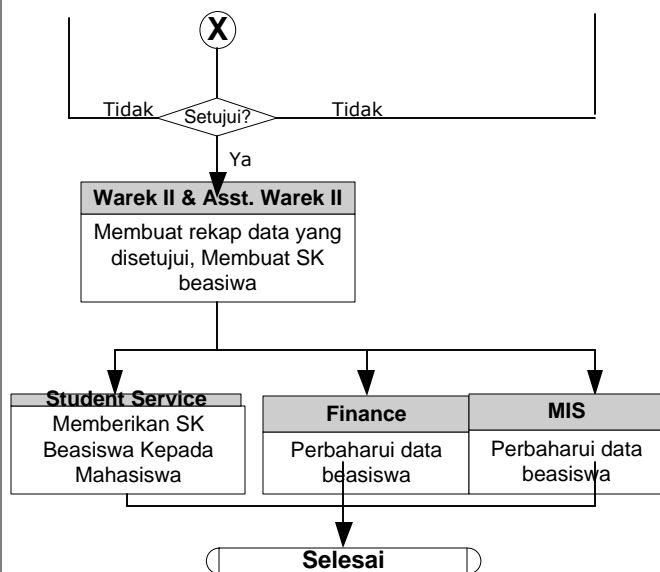 X
Tidak
Setujui?
Tidak
Ya
Warek II & Asst. Warek II
Membuat rekap data yang
disetujui, Membuat SK
beasiwa
Student Service
Memberikan SK
Beasiswa Kepada
Mahasiswa
Finance
Perbaharui data
beasiswa
MIS
Perbaharui data
beasiswa
Selesai